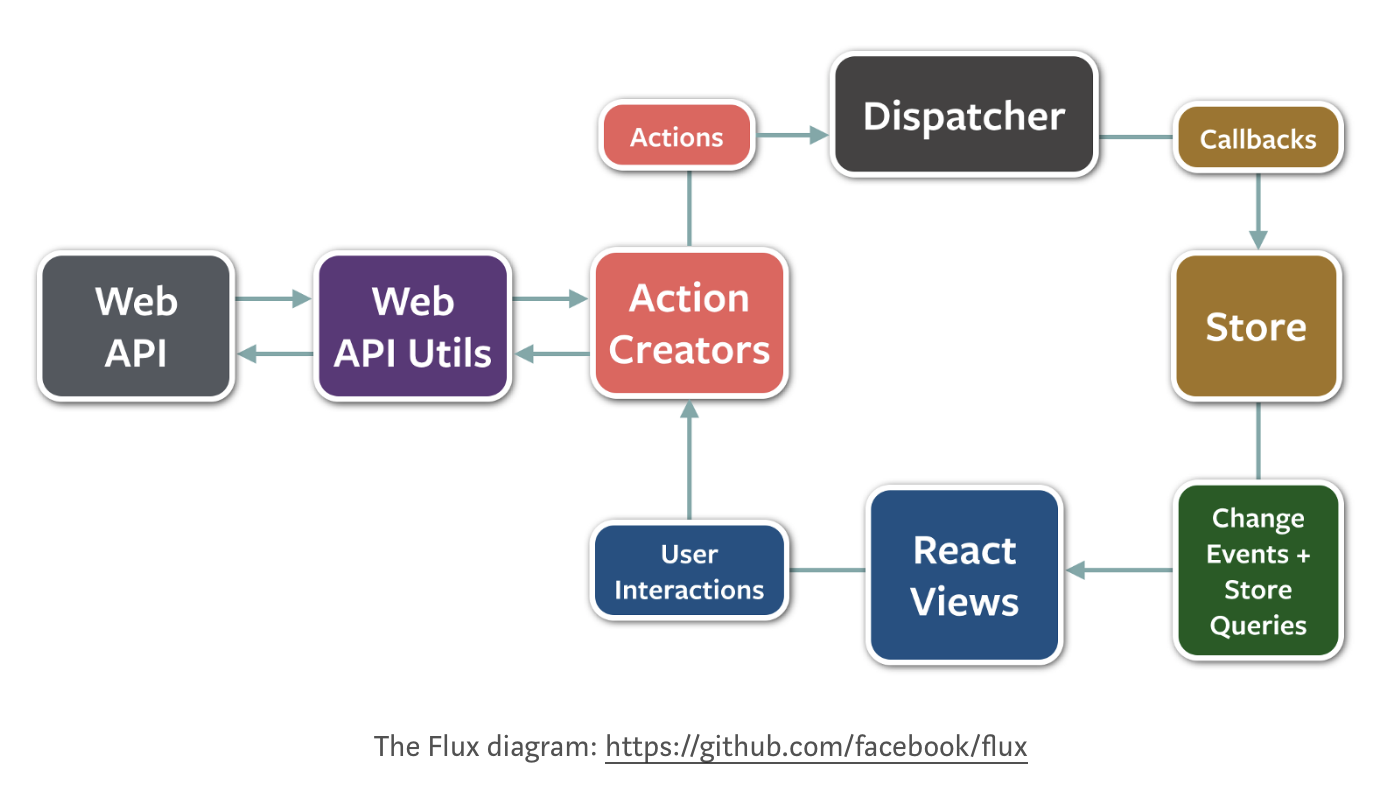 Dispatcher
Actions
Callbacks
Web
API
Web
API Utils
Action
Creators
Store
Change
Events +
Store
Queries
React
Views
User
Interactions
The Flux diagram: https://github.com/facebook/flux